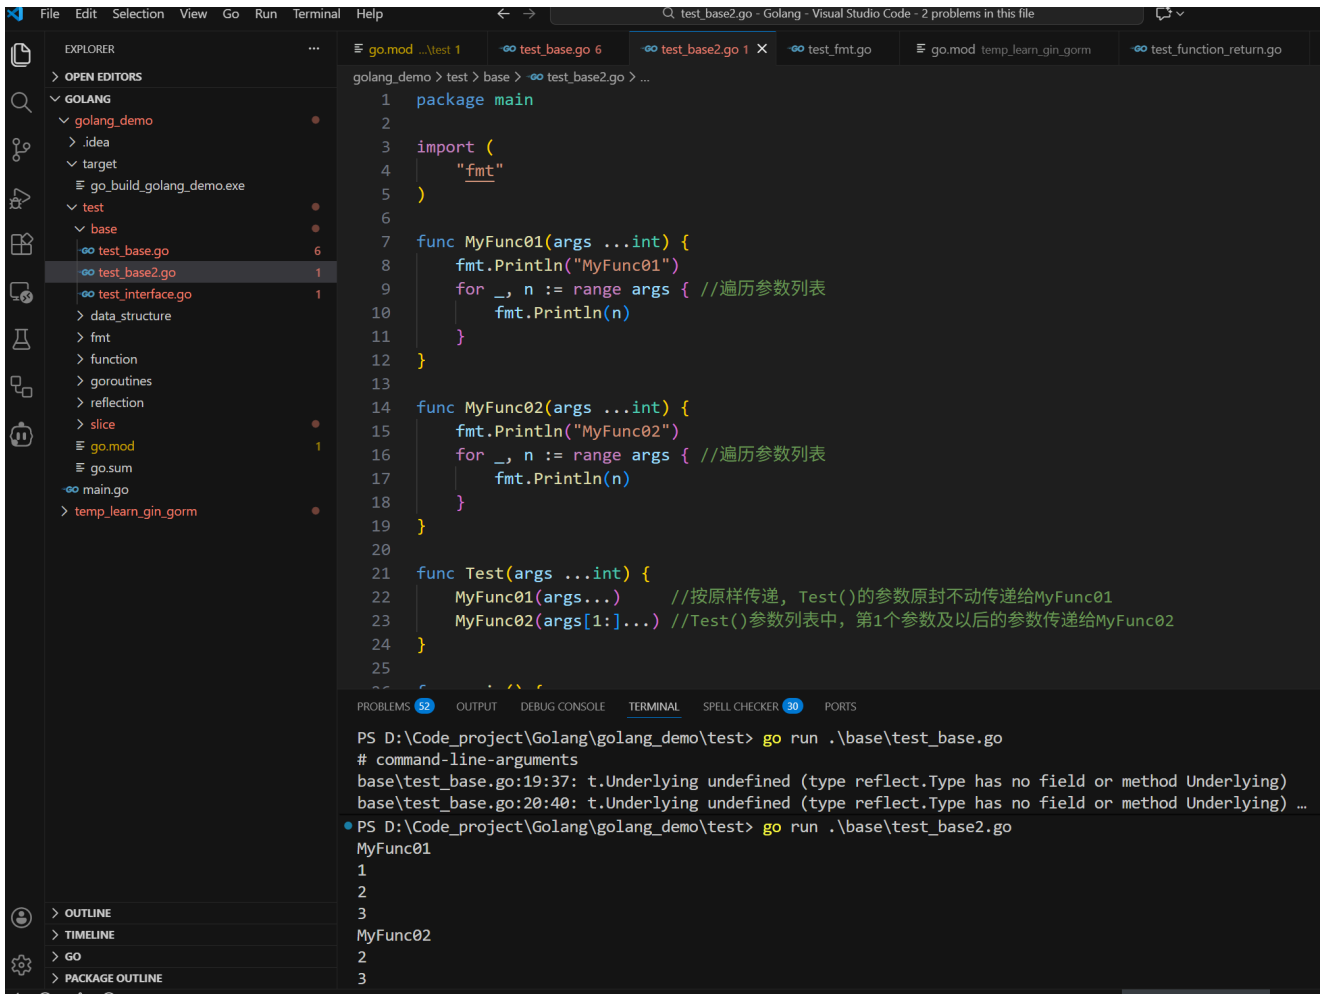 File Edit Selection View Go Run Terminal Help ← → test_base2.go - Golang - Visual Studio Code - 2 problems in this file
EXPLORER ...
OPEN EDITORS
GOLANG
golang_demo
.idea
target
go_build_golang_demo.exe
test
base
test_base.go 6
test_base2.go 1
test_interface.go 1
data_structure
fmt
function
goroutines
reflection
slice
go.mod 1
go.sum
main.go
temp_learn_gin_gorm
OUTLINE
TIMELINE
GO
PACKAGE OUTLINE
go.mod ...\test 1 test_base.go 6 test_base2.go 1 test_fmt.go go.mod temp_learn_gin_gorm test_function_return.go
golang_demo > test > base > test_base2.go > ...
1 package main
2
3 import (
4 "fmt"
5 )
6
7 func MyFunc01(args ...int) {
8 fmt.Println("MyFunc01")
9 for _, n := range args { //遍历参数列表
10 fmt.Println(n)
11 }
12 }
13
14 func MyFunc02(args ...int) {
15 fmt.Println("MyFunc02")
16 for _, n := range args { //遍历参数列表
17 fmt.Println(n)
18 }
19 }
20
21 func Test(args ...int) {
22 MyFunc01(args...) //按原样传递, Test()的参数原封不动传递给MyFunc01
23 MyFunc02(args[1:]...) //Test()参数列表中，第1个参数及以后的参数传递给MyFunc02
24 }
25
PROBLEMS 52 OUTPUT DEBUG CONSOLE TERMINAL SPELL CHECKER 30 PORTS
PS D:\Code_project\Golang\golang_demo\test> go run .\base\test_base.go
# command-line-arguments
base\test_base.go:19:37: t.Underlying undefined (type reflect.Type has no field or method Underlying)
base\test_base.go:20:40: t.Underlying undefined (type reflect.Type has no field or method Underlying) …
PS D:\Code_project\Golang\golang_demo\test> go run .\base\test_base2.go
MyFunc01
1
2
3
MyFunc02
2
3